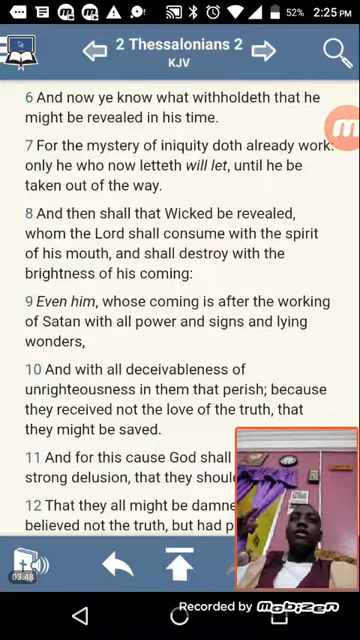 52% 2:25 PM
2 Thessalonians 2
KJV
6 And now ye know what withholdeth that he
might be revealed in his time.
7 For the mystery of iniquity doth already work:
only he who now letteth will let, until he be
taken out of the way.
8 And then shall that Wicked be revealed,
whom the Lord shall consume with the spirit
of his mouth, and shall destroy with the
brightness of his coming:
9 Even him, whose coming is after the working
of Satan with all power and signs and lying
wonders,
10 And with all deceivableness of
unrighteousness in them that perish; because
they received not the love of the truth, that
they might be saved.
11 And for this cause God shall
strong delusion, that they shoul
12 That they all might be damne
believed not the truth, but had p
03:48
Recorded by Mobizen